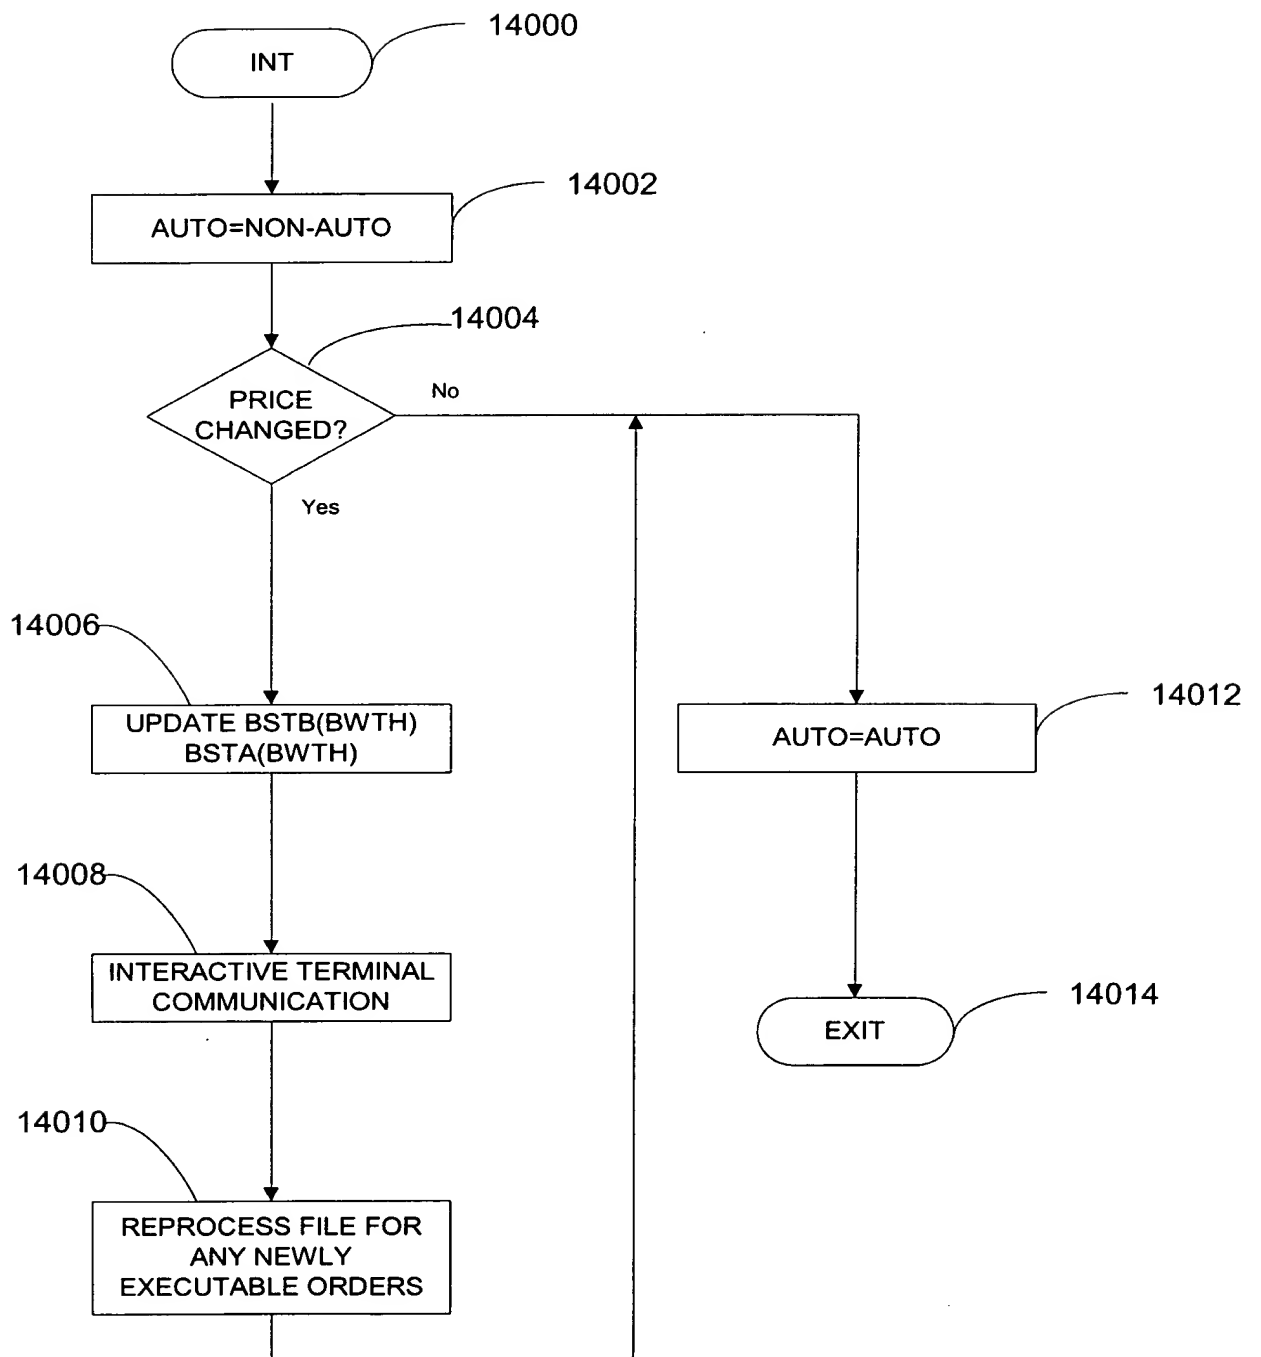 14000
INT
14002
AUTO=NON-AUTO
14004
PRICE
CHANGED?
No
Yes
14006
UPDATE BSTB(BWTH)
BSTA(BWTH)
14012
AUTO=AUTO
14008
INTERACTIVE TERMINAL
COMMUNICATION
14014
EXIT
14010
REPROCESS FILE FOR
ANY NEWLY
EXECUTABLE ORDERS